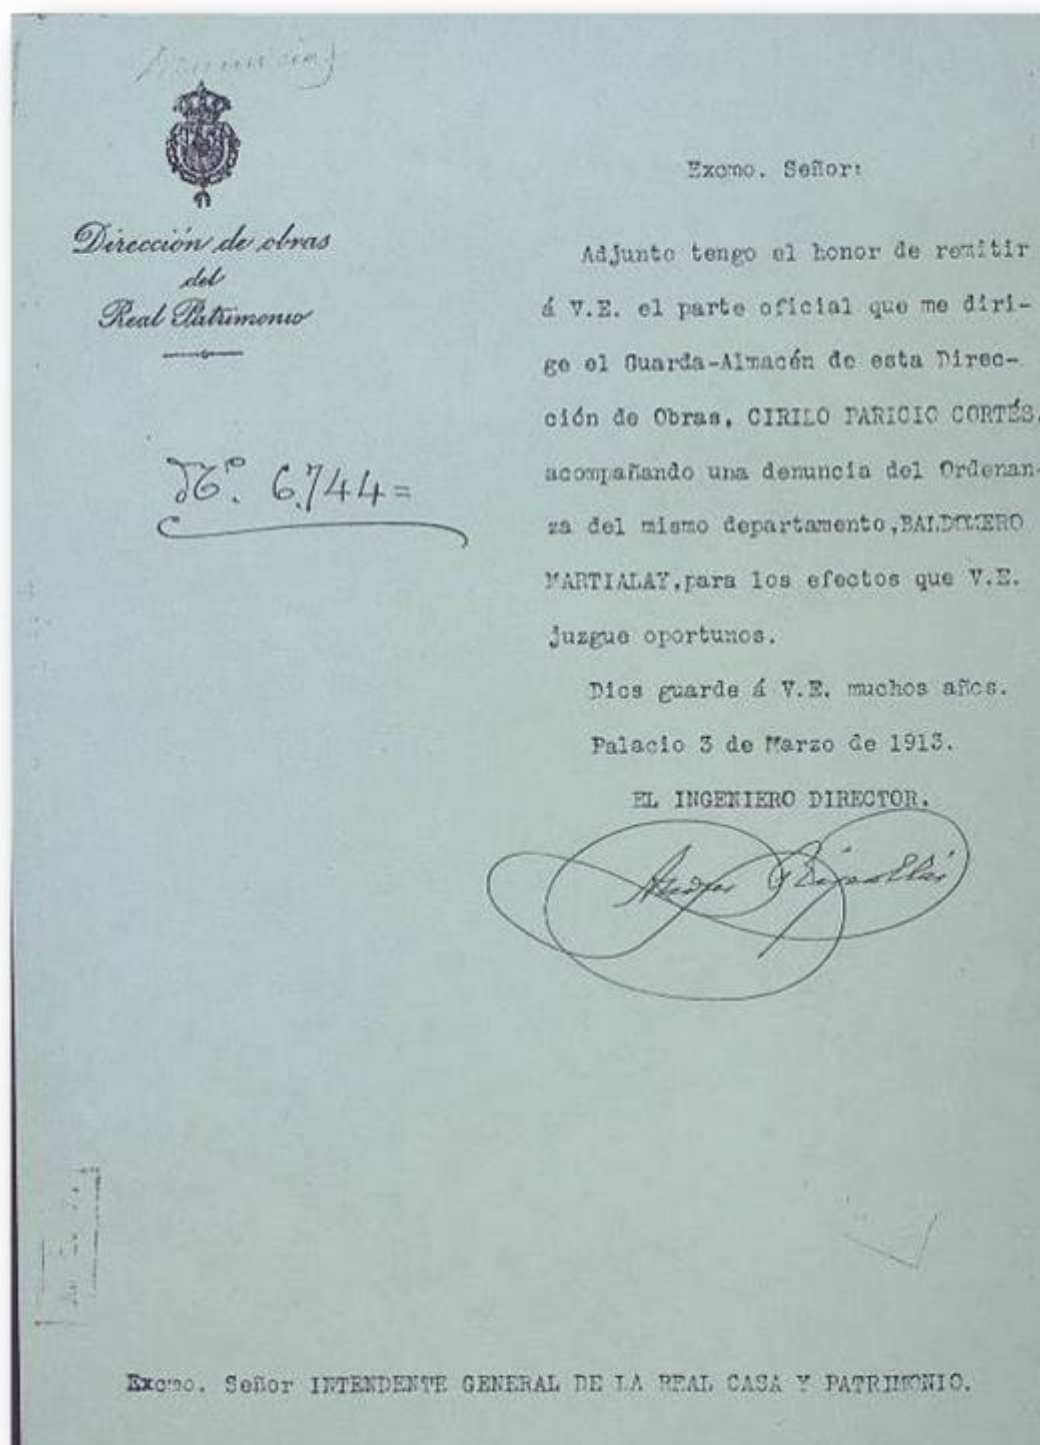 Dirección de obras
del
Real Patrimonio
Nº. 6.744=
Excmo. Señor:
Adjunto tengo el honor de remitir
á V.E. el parte oficial que me diri-
ge el Guarda-Almacén de esta Direc-
ción de Obras, CIRILO PARICIO CORTÉS,
acompañando una denuncia del Ordenan-
za del mismo departamento,BALDOMERO
MARTIALAY,para los efectos que V.E.
juzgue oportunos.
Dios guarde á V.E. muchos años.
Palacio 3 de Marzo de 1913.
EL INGENIERO DIRECTOR.
Excmo. Señor INTENDENTE GENERAL DE LA REAL CASA Y PATRIMONIO.